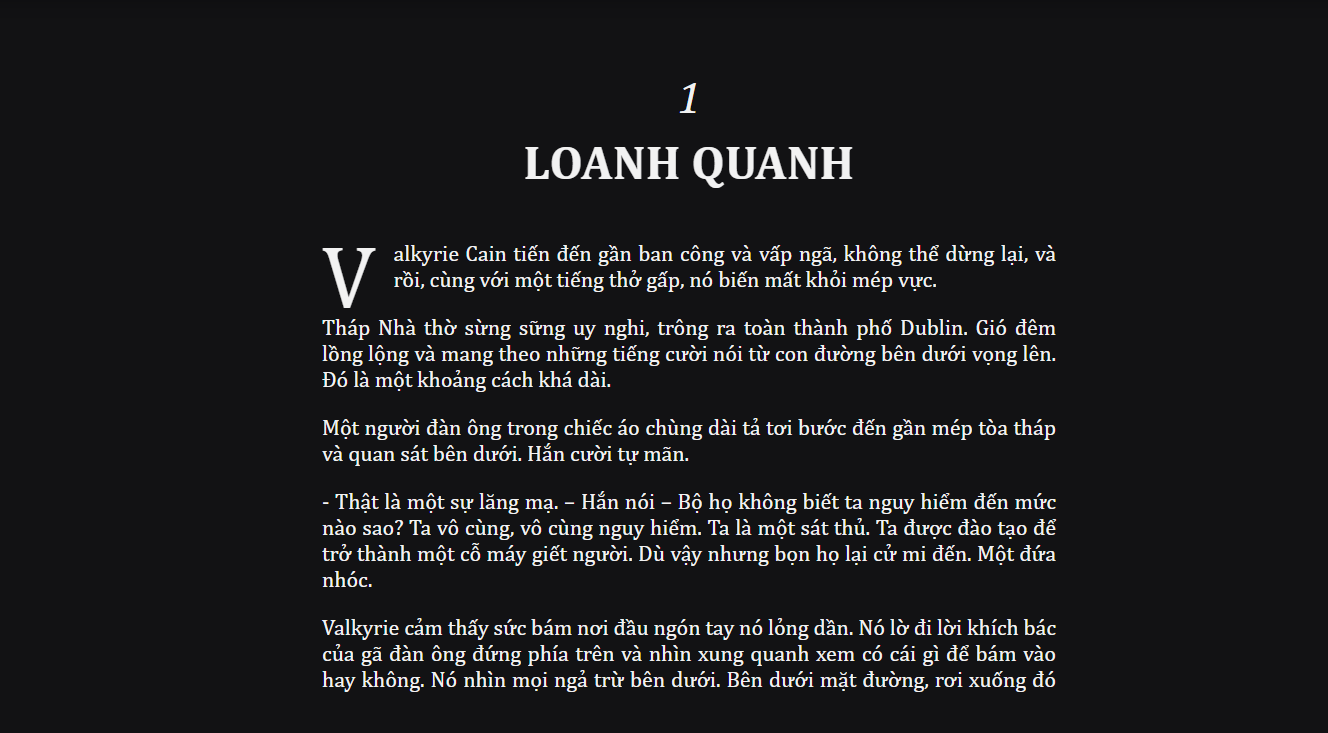 1
LOANH QUANH
Valkyrie Cain tiến đến gần ban công và vấp ngã, không thể dừng lại, và
rồi, cùng với một tiếng thở gấp, nó biến mất khỏi mép vực.
Tháp Nhà thờ sừng sững uy nghi, trông ra toàn thành phố Dublin. Gió đêm
lồng lộng và mang theo những tiếng cười nói từ con đường bên dưới vọng lên.
Đó là một khoảng cách khá dài.
Một người đàn ông trong chiếc áo chùng dài tả tơi bước đến gần mép tòa tháp
và quan sát bên dưới. Hắn cười tự mãn.
- Thật là một sự lăng mạ. – Hắn nói – Bộ họ không biết ta nguy hiểm đến mức
nào sao? Ta vô cùng, vô cùng nguy hiểm. Ta là một sát thủ. Ta được đào tạo để
trở thành một cỗ máy giết người. Dù vậy nhưng bọn họ lại cử mi đến. Một đứa
nhóc.
Valkyrie cảm thấy sức bám nơi đầu ngón tay nó lỏng dần. Nó lờ đi lời khích bác
của gã đàn ông đứng phía trên và nhìn xung quanh xem có cái gì để bám vào
hay không. Nó nhìn mọi ngả trừ bên dưới. Bên dưới mặt đường, rơi xuống đó